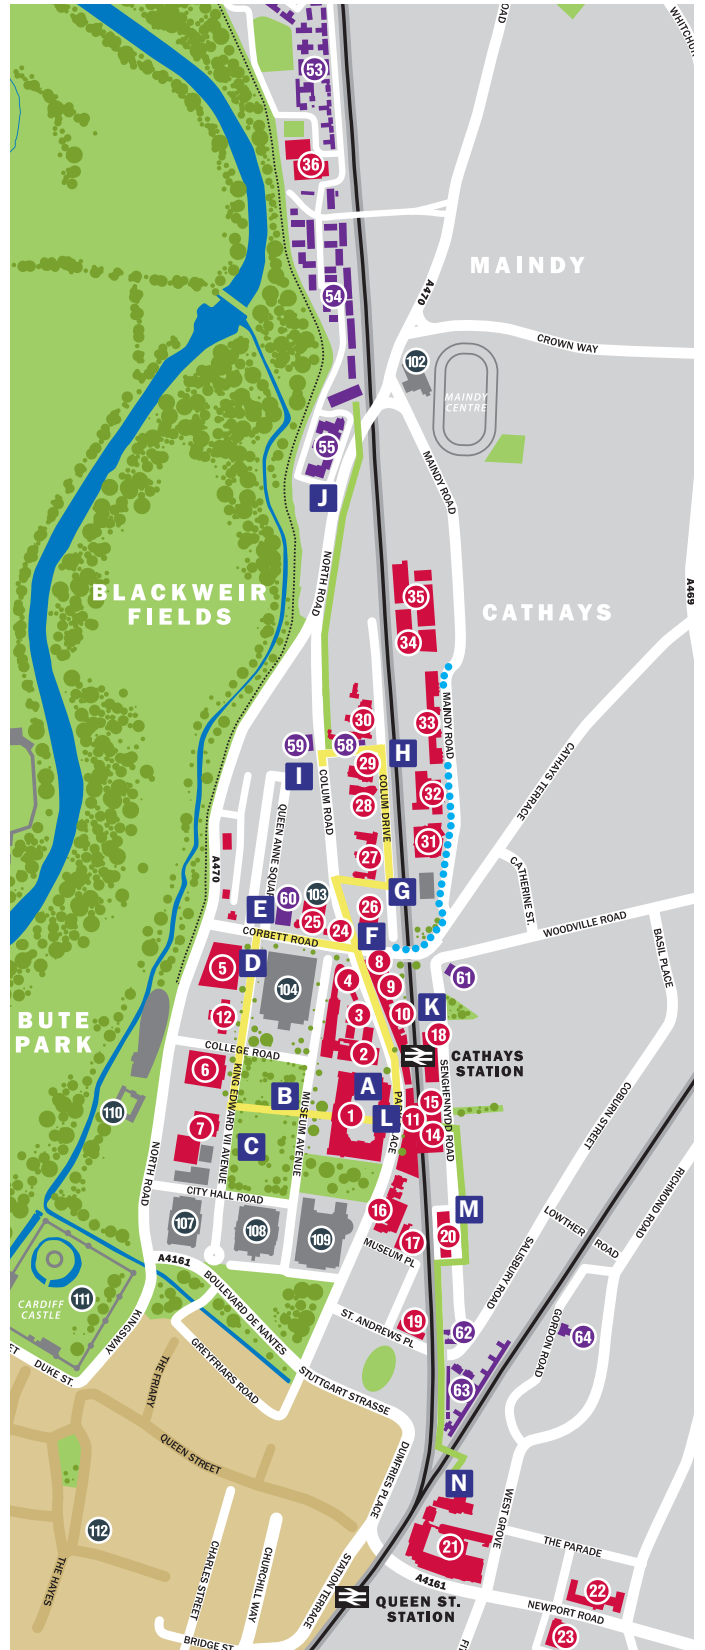 ROAD
WHITCHUR
53
36
MAINDY
54
A470
CROWN WAY
102
MAINDY
CENTRE
55
MAINDY ROAD
J
NORTH ROAD
BLACKWEIR
FIELDS
35
A469
CATHAYS
34
30
33
MAINDY ROAD
59
58
H
29
I
CATHAYS TERRACE
32
28
COLUM ROAD
COLUM DRIVE
QUEEN ANNE SQUARE
31
27
A470
CATHERINE ST.
G
60
103
E
26
25
24
F
WOODVILLE ROAD
CORBETT ROAD
BASIL PLACE
5
D
8
61
104
4
9
K
12
3
10
BUTE
PARK
18
COLLEGE ROAD
2
CATHAYS
STATION
6
SENGHENNYDD ROAD
KING EDWARD VII AVENUE
A
B
MUSEUM AVENUE
15
110
1
L
11
COBURN STREET
7
14
C
NORTH ROAD
CITY HALL ROAD
RICHMOND ROAD
16
M
107
108
109
20
LOWTHER ROAD
17
MUSEUM PL
SALISBURY ROAD
A4161
CARDIFF
CASTLE
111
BOULEVARD DE NANTES
KINGSWAY
19
ST. ANDREWS PL
62
64
GORDON ROAD
ET
DUKE ST.
THE FRIARY
GREYFRIARS ROAD
63
STUTTGART STRASSE
QUEEN STREET
DUMFRIES PLACE
N
WEST GROVE
112
21
THE PARADE
CHARLES STREET
CHURCHILL WAY
STATION TERRACE
THE HAYES
A4161
22
QUEEN ST.
STATION
NEWPORT ROAD
23
BRIDGE ST